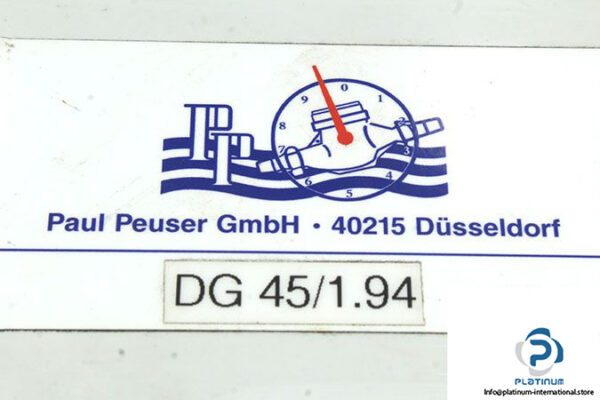 PP
0
1
2
3
4
5
6
7
8
9
Paul Peuser GmbH · 40215 Düsseldorf
DG 45/1.94
PLATINUM
Info@platinum-international.store